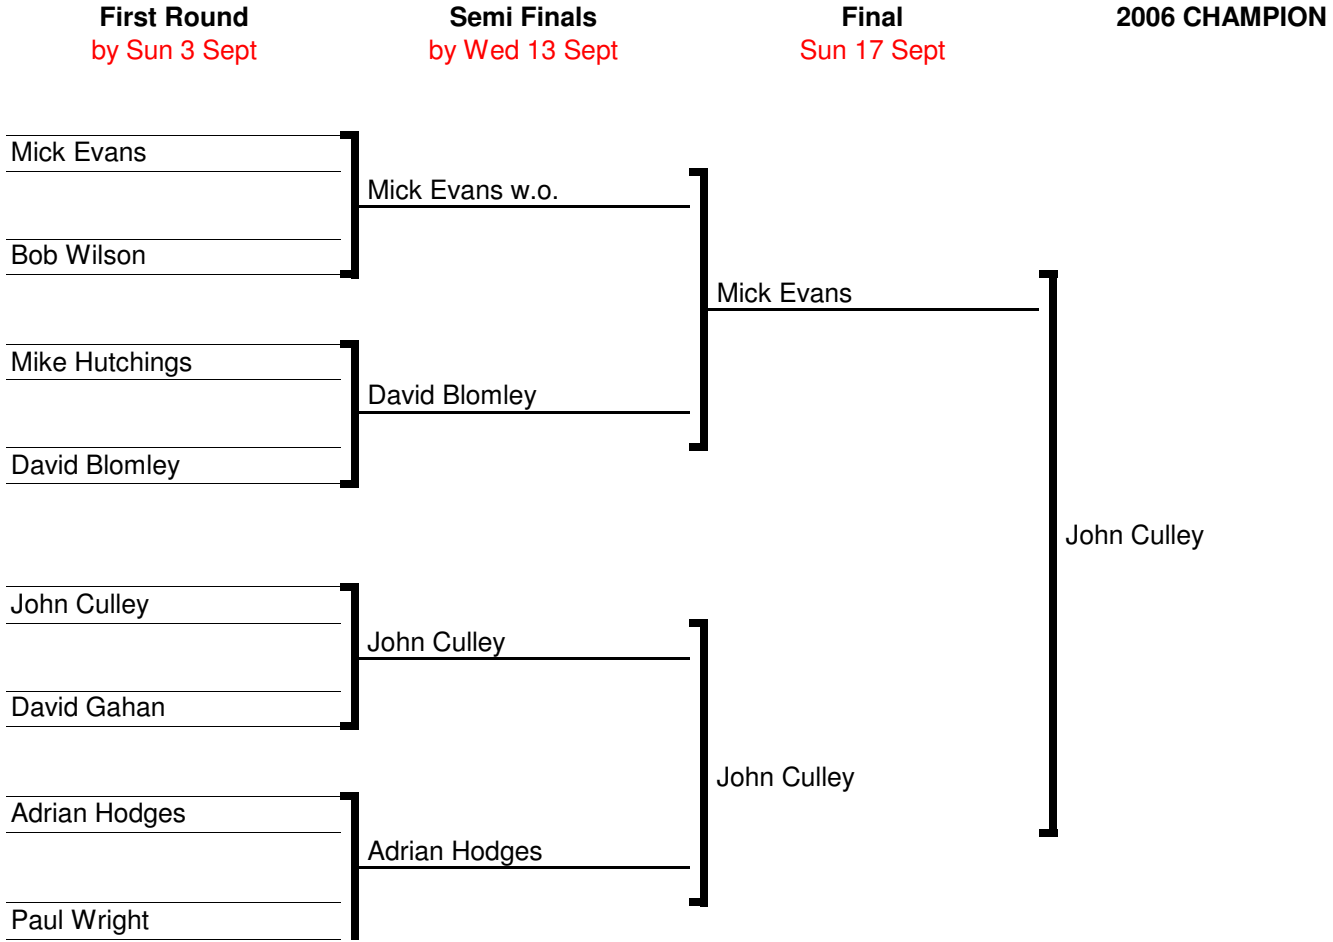 First Round
Semi Finals
Final
2006 CHAMPION
by Sun 3 Sept
by Wed 13 Sept
Sun 17 Sept
Mick Evans
Mick Evans w.o.
Bob Wilson
Mick Evans
Mike Hutchings
David Blomley
David Blomley
John Culley
John Culley
John Culley
David Gahan
John Culley
Adrian Hodges
Adrian Hodges
Paul Wright